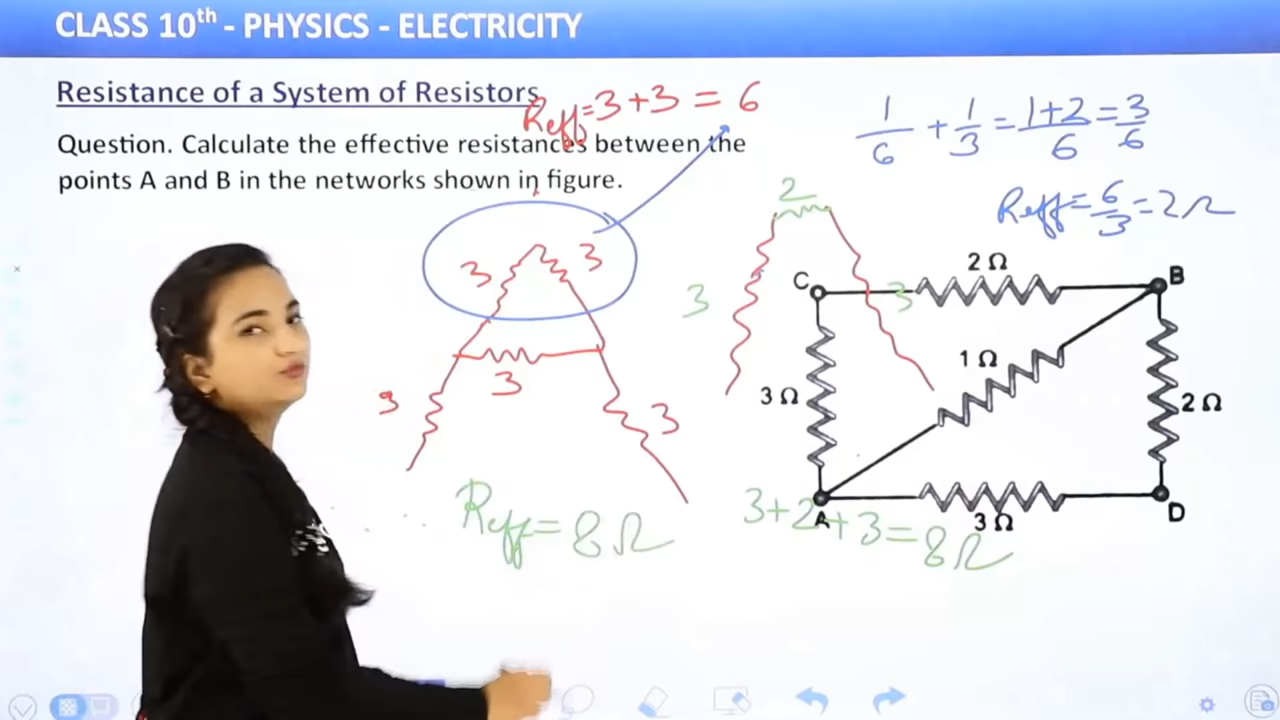 CLASS 10th - PHYSICS - ELECTRICITY
Resistance of a System of Resistors
Reff = 3+3 = 6
Question. Calculate the effective resistances between the
points A and B in the networks shown in figure.
1/6 + 1/3 = 1+2/6 = 3/6
Reff = 6/3 = 2Ω
3 3
3
3 3
Reff = 8Ω
2
3 3
3+2+3 = 8Ω
C 2 Ω B
1 Ω
3 Ω 2 Ω
A 3 Ω D